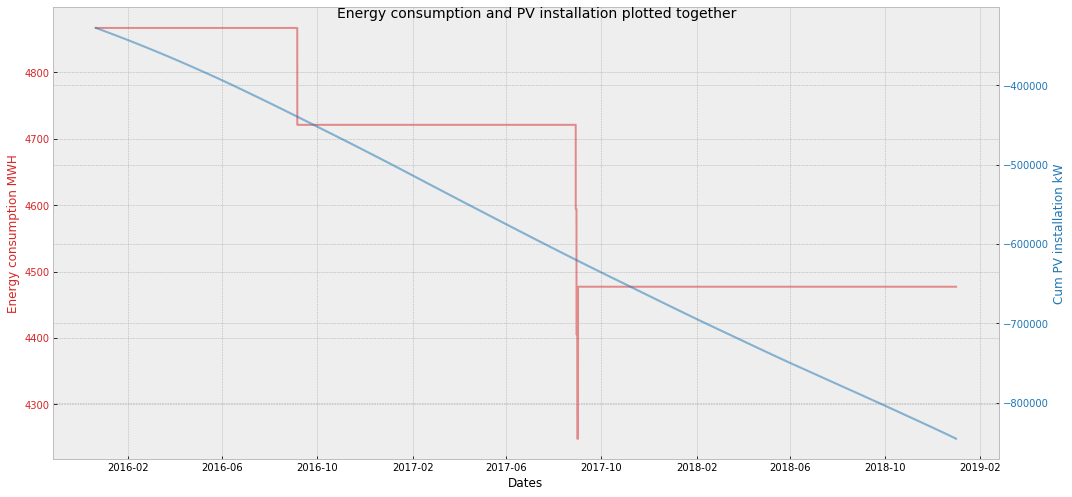 Energy consumption and PV installation plotted together
Energy consumption MWH
4800
4700
4600
4500
4400
4300
Cum PV installation kW
−400000
−500000
−600000
−700000
−800000
2016-02 2016-06 2016-10 2017-02 2017-06 2017-10 2018-02 2018-06 2018-10 2019-02
Dates